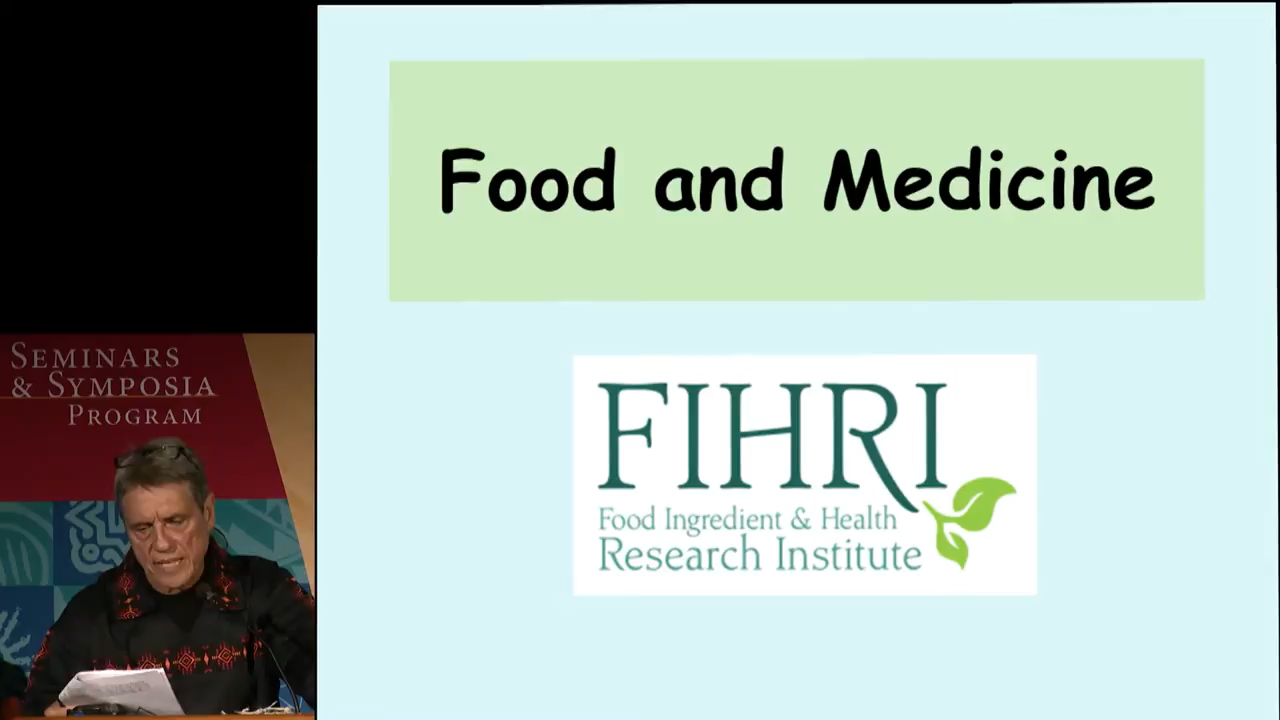 Food and Medicine
FIHRI
Food Ingredient & Health
Research Institute
SEMINARS
& SYMPOSIA
PROGRAM